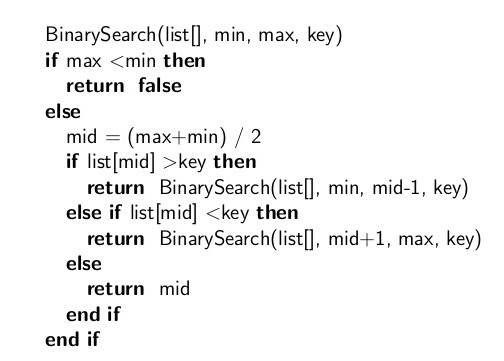 BinarySearch(list[], min, max, key)
if max <min then
return false
else
mid = (max+min) / 2
if list[mid] >key then
return BinarySearch(list[], min, mid-1, key)
else if list[mid] <key then
return BinarySearch(list[], mid+1, max, key)
else
return mid
end if
end if